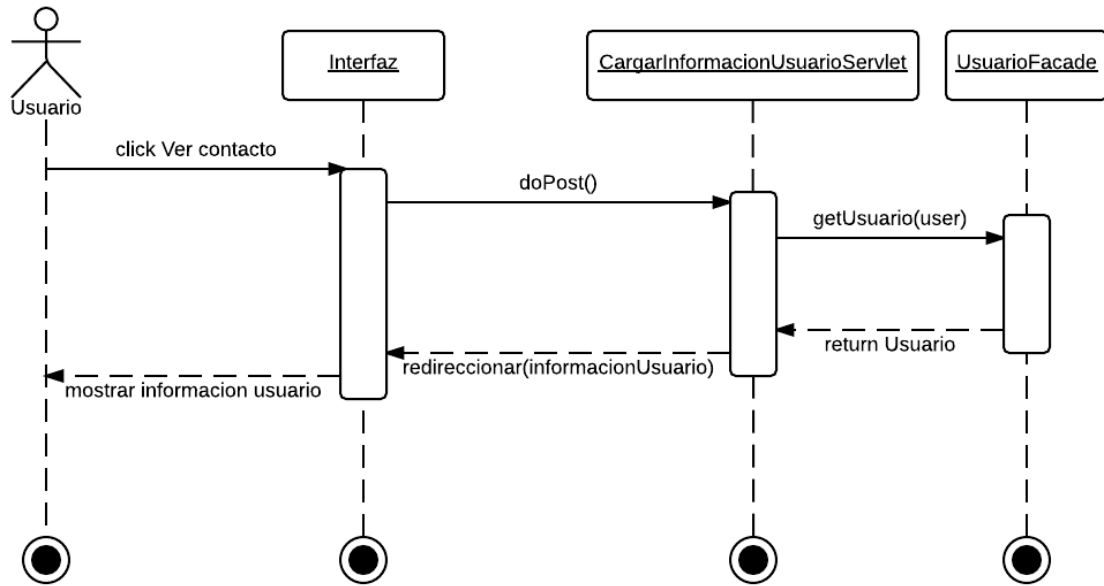 Usuario
Interfaz
CargarInformacionUsuarioServlet
UsuarioFacade
click Ver contacto
doPost()
getUsuario(user)
return Usuario
redireccionar(informacionUsuario)
mostrar informacion usuario